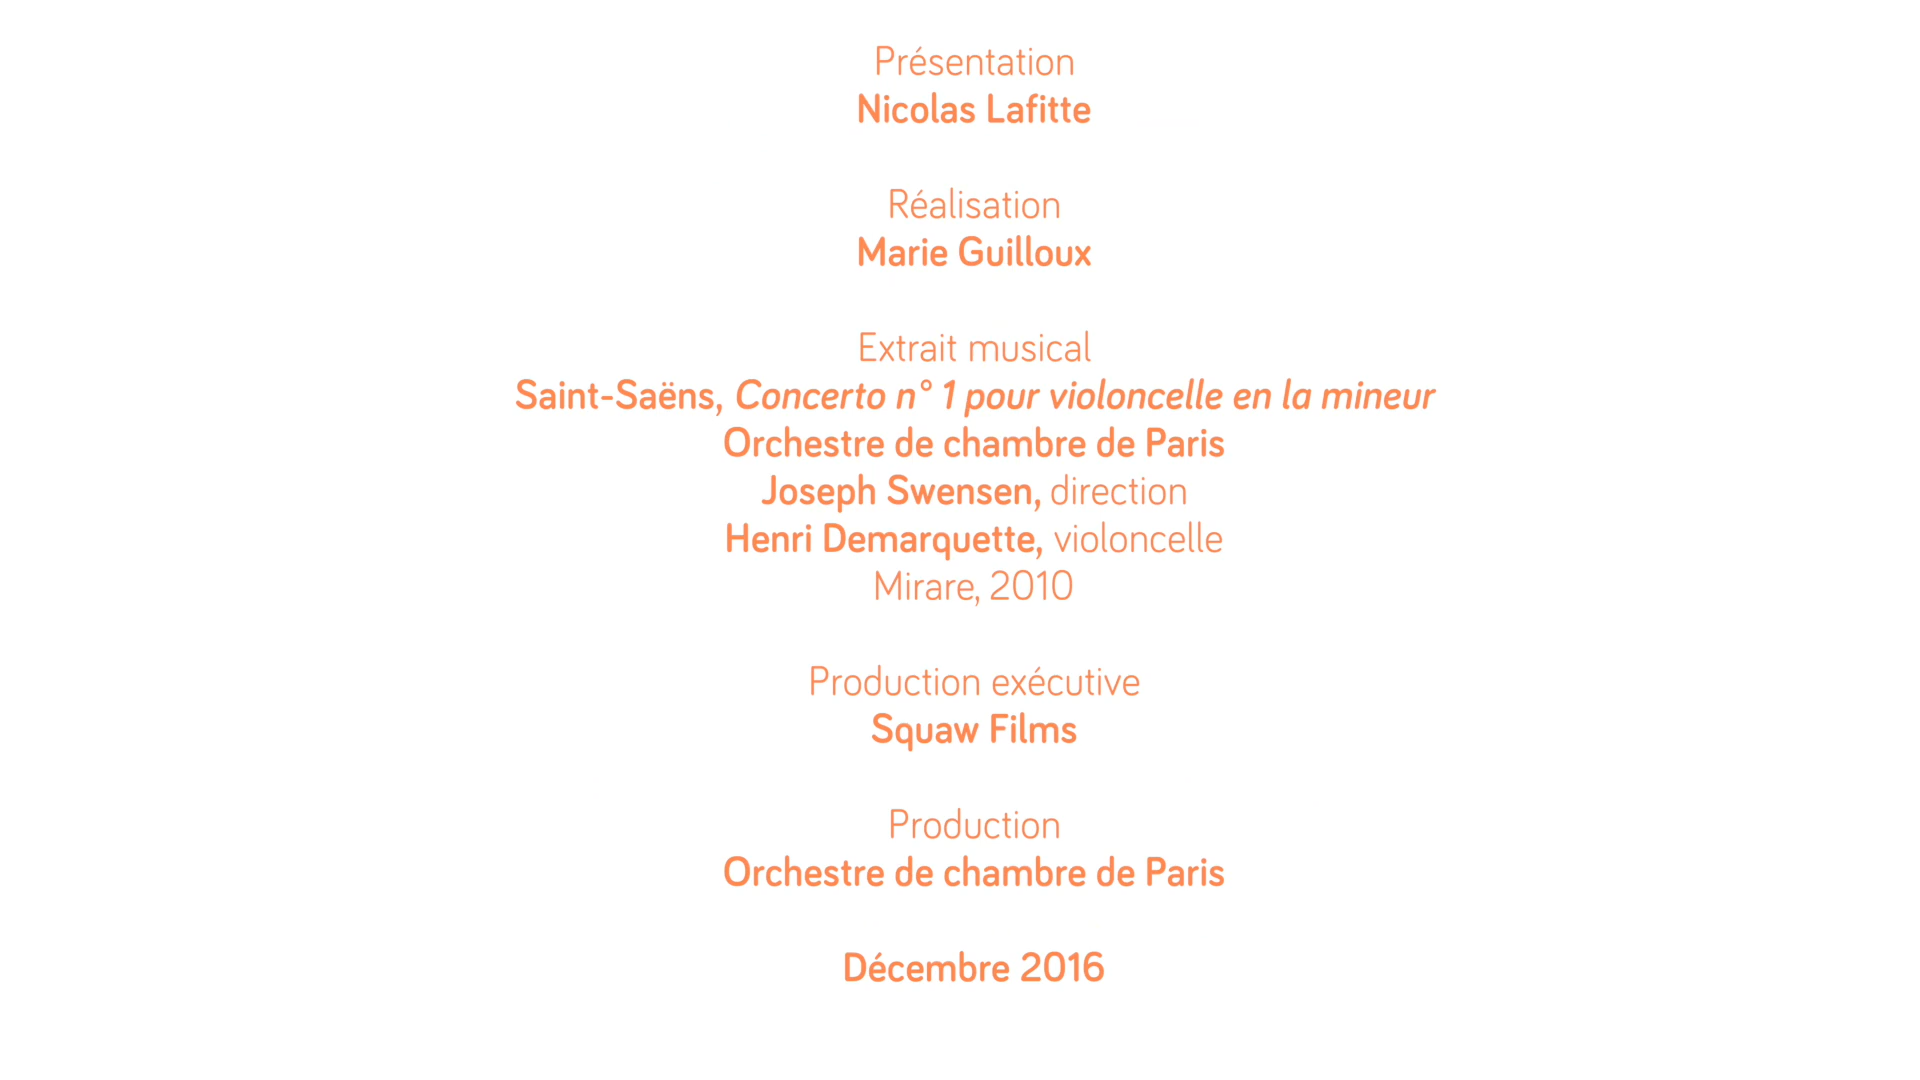 Présentation
Nicolas Lafitte
Réalisation
Marie Guilloux
Extrait musical
Saint-Saëns, Concerto n° 1 pour violoncelle en la mineur
Orchestre de chambre de Paris
Joseph Swensen, direction
Henri Demarquette, violoncelle
Mirare, 2010
Production exécutive
Squaw Films
Production
Orchestre de chambre de Paris
Décembre 2016